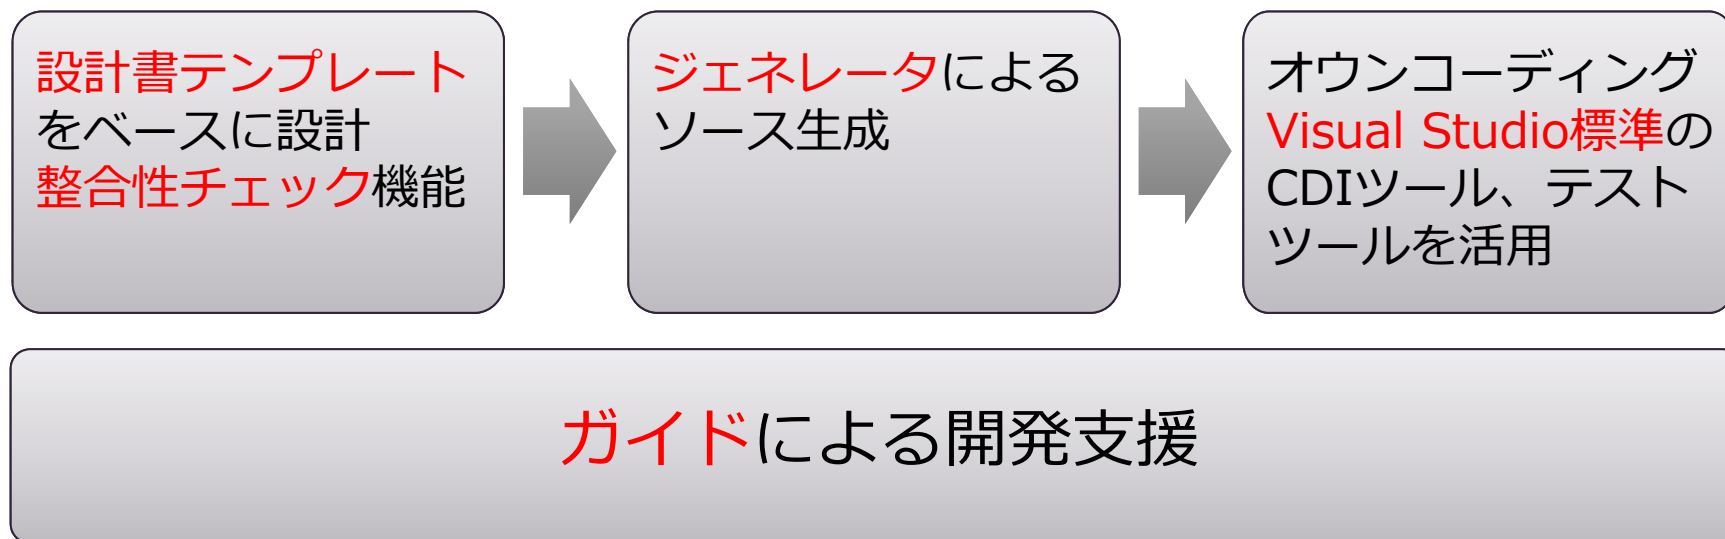 設計書テンプレート
をベースに設計
整合性チェック機能
ジェネレータによる
ソース生成
オウンコーディング
Visual Studio標準の
CDIツール、テスト
ツールを活用
ガイドによる開発支援